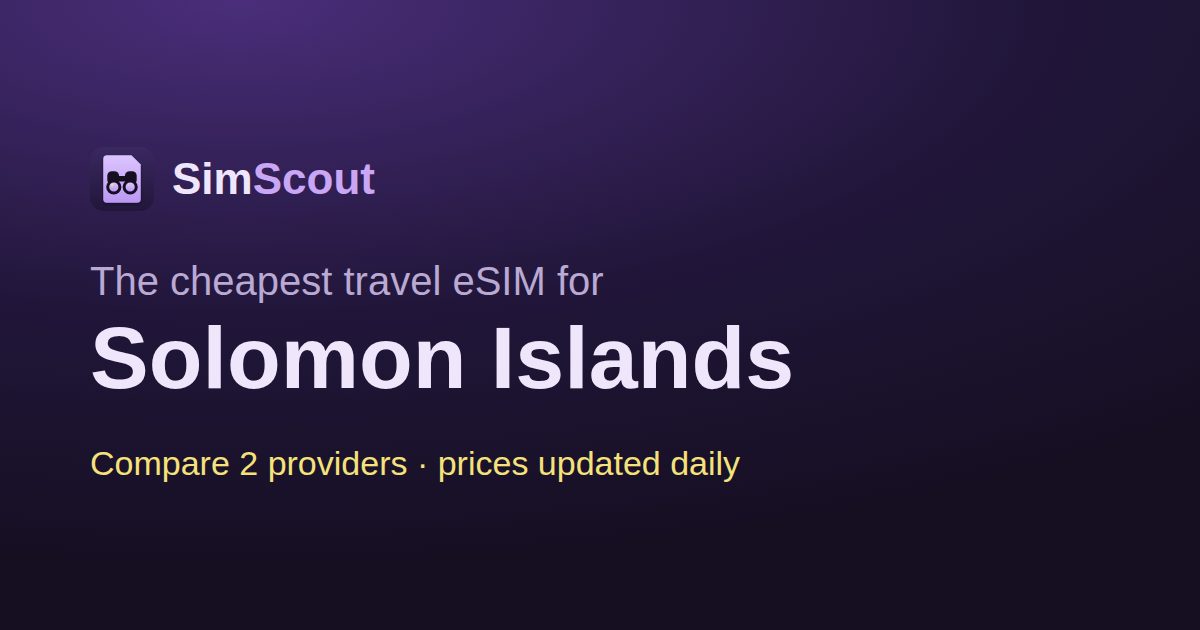 SimScout
The cheapest travel eSIM for
Solomon Islands
Compare 2 providers · prices updated daily